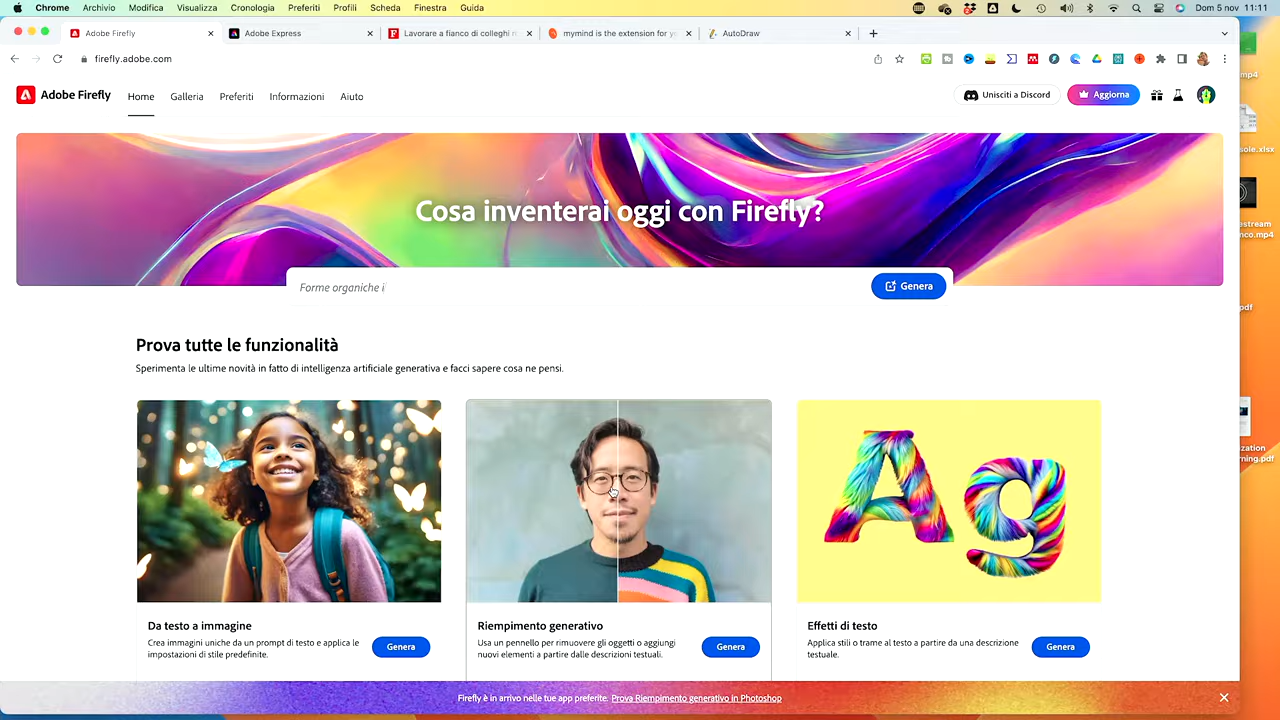 Chrome Archivio Modifica Visualizza Cronologia Preferiti Profili Scheda Finestra Guida Dom 5 nov 11:11
Adobe Firefly Adobe Express Lavorare a fianco di colleghi mymind is the extension for AutoDraw
firefly.adobe.com
Adobe Firefly Home Galleria Preferiti Informazioni Aiuto Unisciti a Discord Aggiorna
Cosa inventerai oggi con Firefly?
Forme organiche i Genera
Prova tutte le funzionalità
Sperimenta le ultime novità in fatto di intelligenza artificiale generativa e facci sapere cosa ne pensi.
Ag
Da testo a immagine
Crea immagini uniche da un prompt di testo e applica le
impostazioni di stile predefinite.
Genera
Riempimento generativo
Usa un pennello per rimuovere gli oggetti o aggiungi
nuovi elementi a partire dalle descrizioni testuali.
Genera
Effetti di testo
Applica stili o trame al testo a partire da una descrizione
testuale.
Genera
Firefly è in arrivo nelle tue app preferite. Prova Riempimento generativo in Photoshop